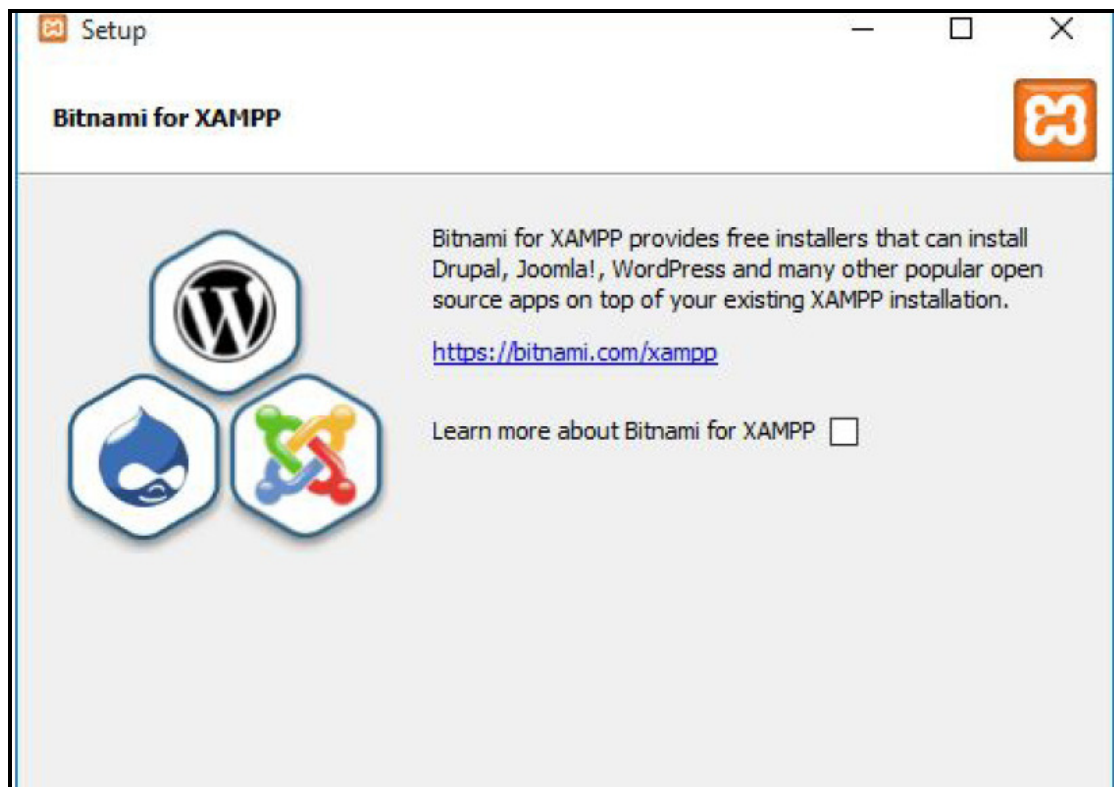 Setup
Bitnami for XAMPP
Bitnami for XAMPP provides free installers that can install
Drupal, Joomla!, WordPress and many other popular open
source apps on top of your existing XAMPP installation.
https://bitnami.com/xampp
Learn more about Bitnami for XAMPP